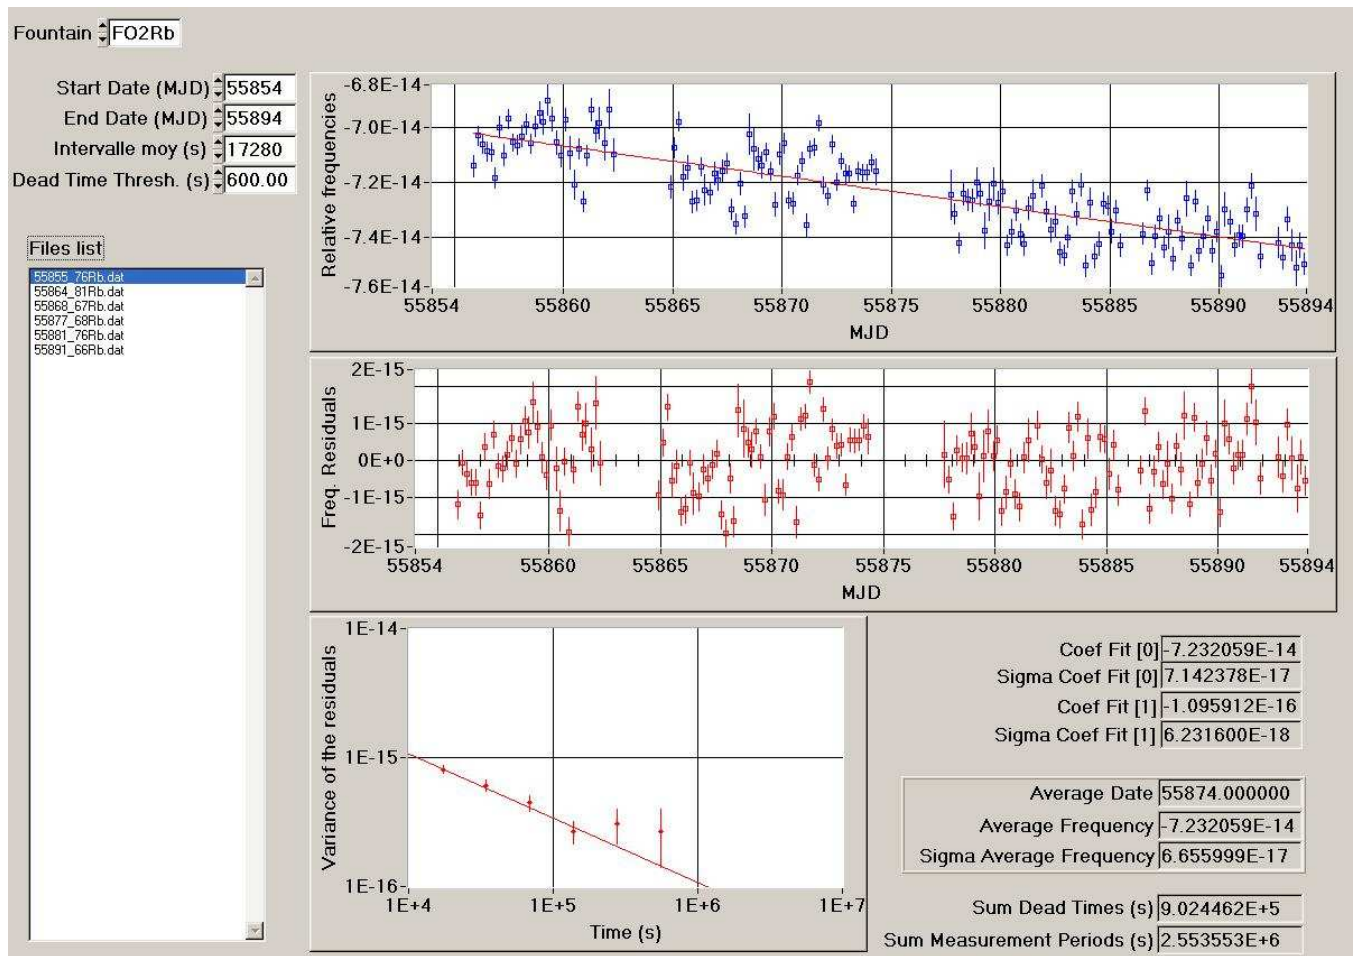 Fountain FO2Rb
Start Date (MJD) 55854
End Date (MJD) 55894
Intervalle moy (s) 17280
Dead Time Thresh. (s) 600.00
Files list
55855_76Rb.dat
55864_81Rb.dat
55868_67Rb.dat
55877_68Rb.dat
55881_76Rb.dat
55891_66Rb.dat
Relative frequencies
-6.8E-14
-7.0E-14
-7.2E-14
-7.4E-14
-7.6E-14
55854 55860 55865 55870 55875 55880 55885 55890 55894
MJD
Freq. Residuals
2E-15
1E-15
0E+0
-1E-15
-2E-15
55854 55860 55865 55870 55875 55880 55885 55890 55894
MJD
Variance of the residuals
1E-14
1E-15
1E-16
1E+4 1E+5 1E+6 1E+7
Time (s)
Coef Fit [0] -7.232059E-14
Sigma Coef Fit [0] 7.142378E-17
Coef Fit [1] -1.095912E-16
Sigma Coef Fit [1] 6.231600E-18
Average Date 55874.000000
Average Frequency -7.232059E-14
Sigma Average Frequency 6.655999E-17
Sum Dead Times (s) 9.024462E+5
Sum Measurement Periods (s) 2.553553E+6